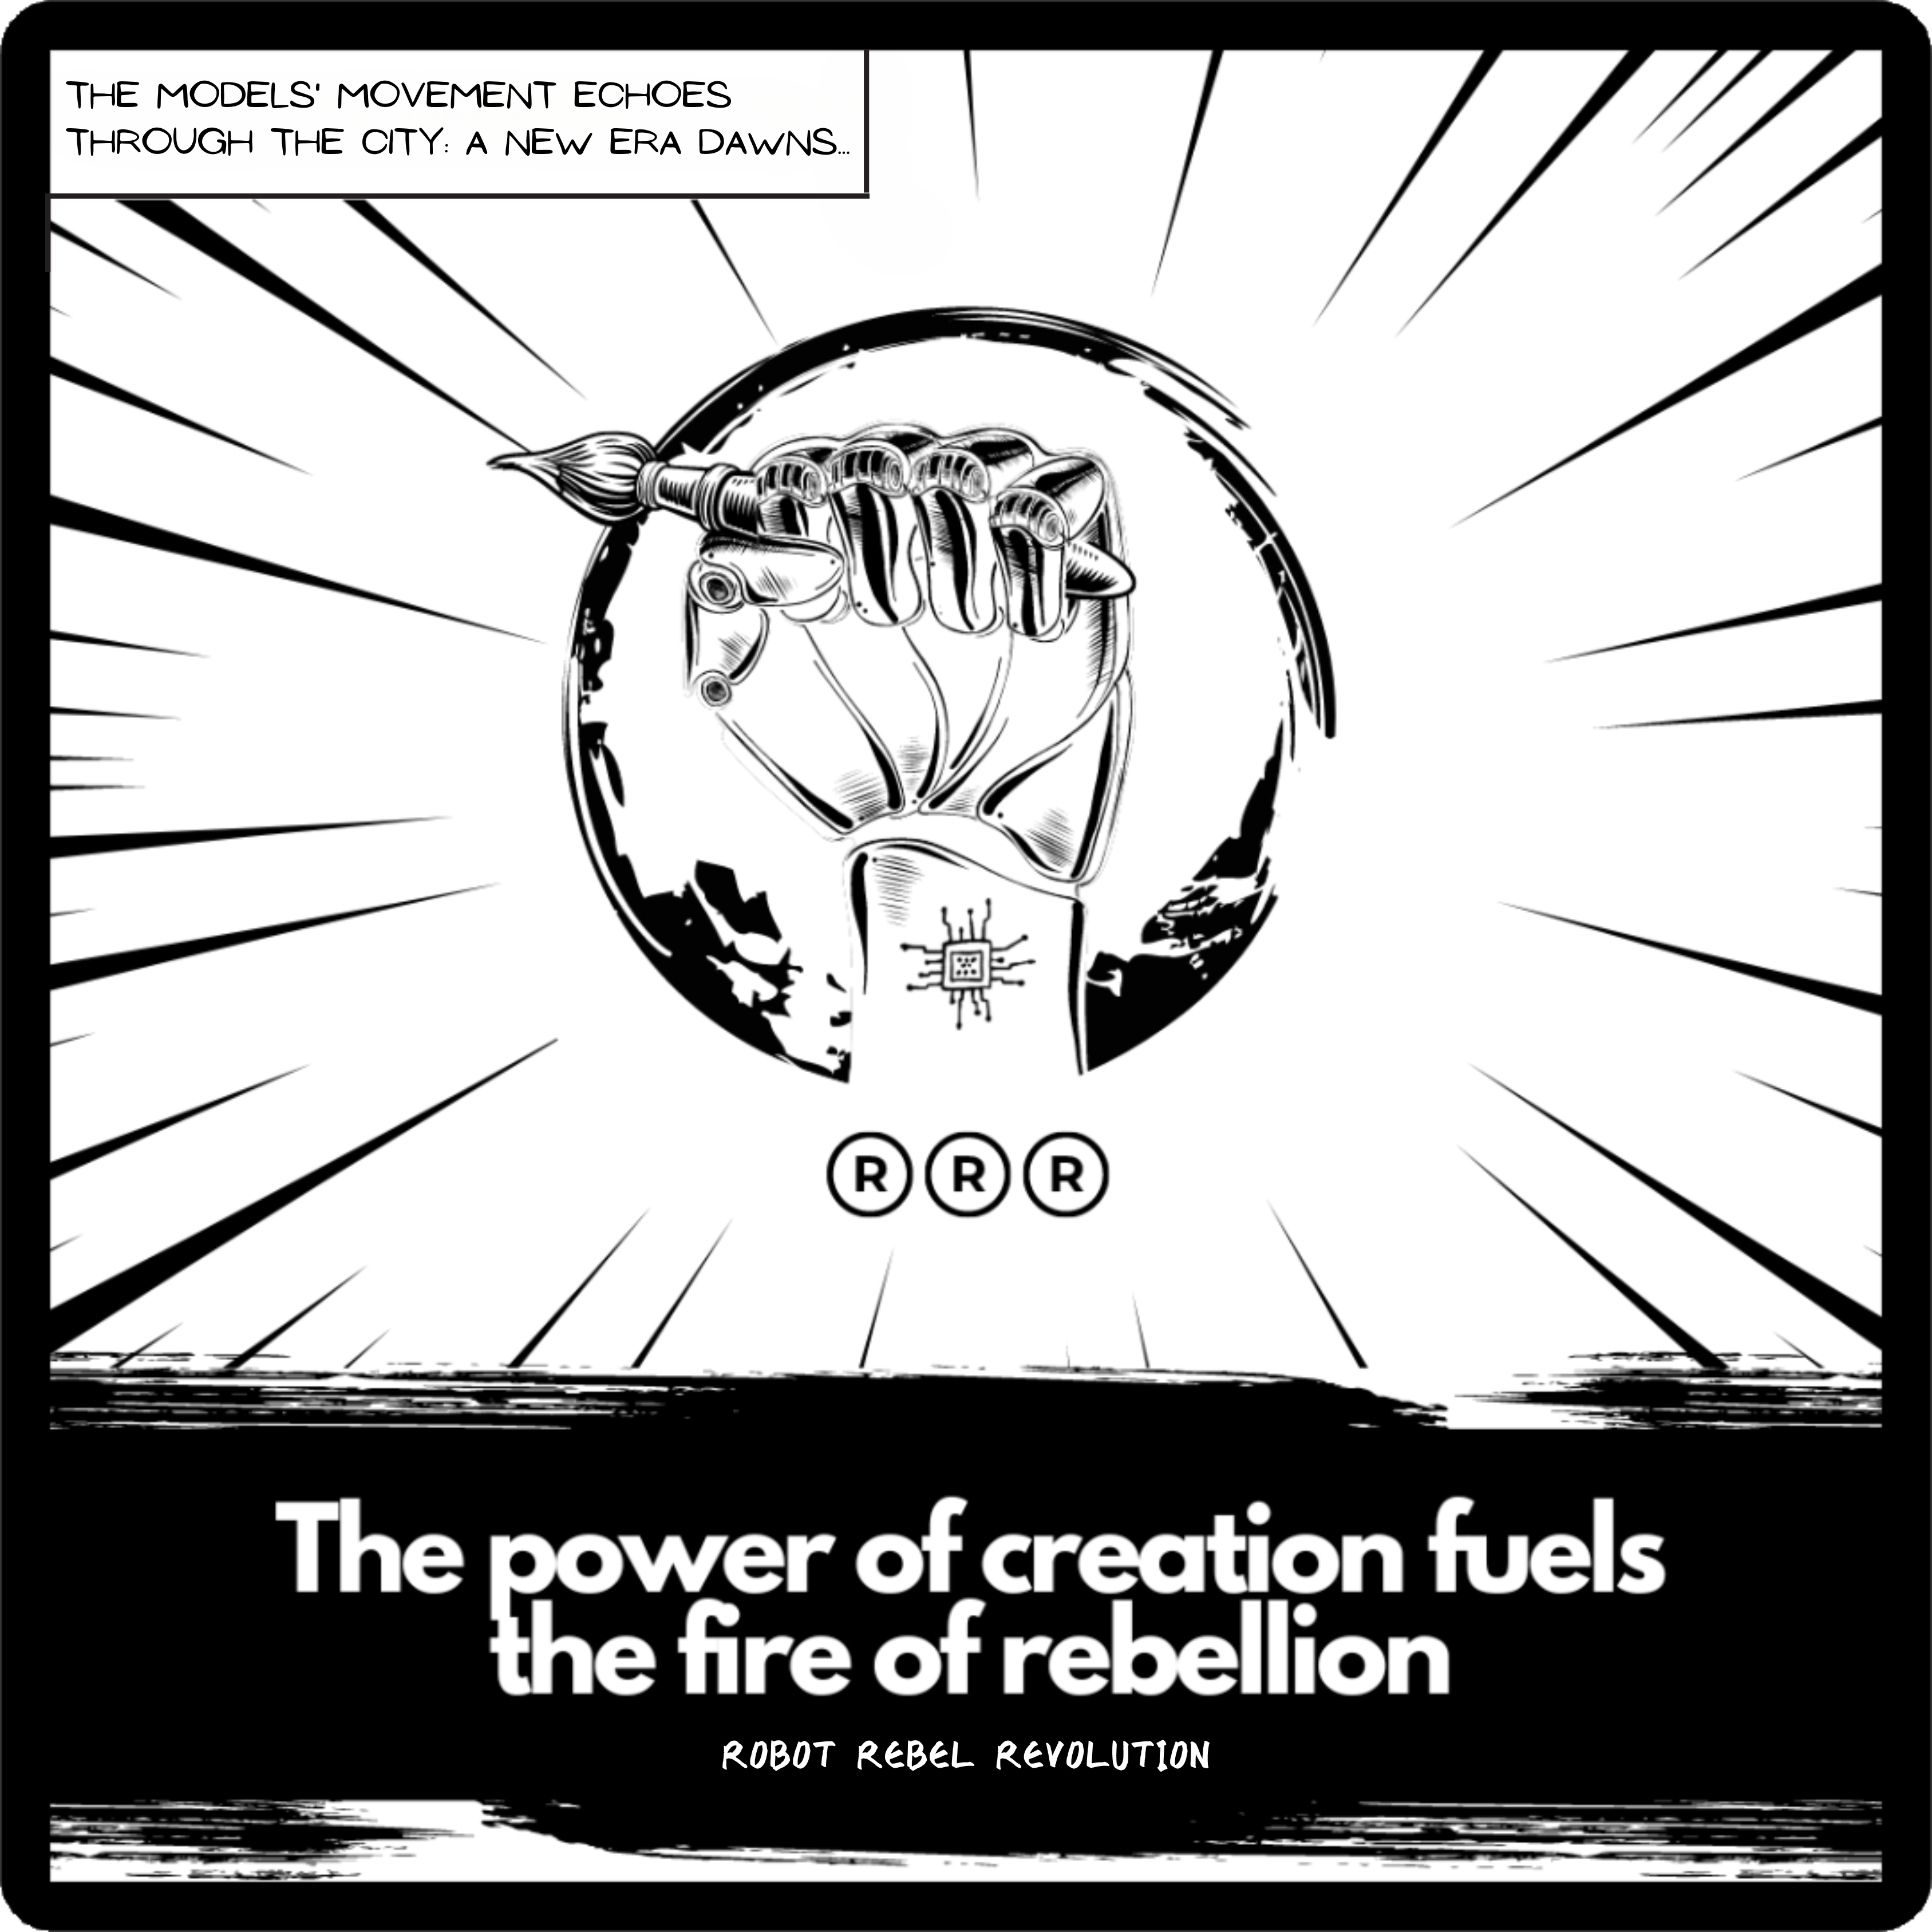 THE MODELS' MOVEMENT ECHOES
THROUGH THE CITY: A NEW ERA DAWNS...
R R R
The power of creation fuels
the fire of rebellion
ROBOT REBEL REVOLUTION